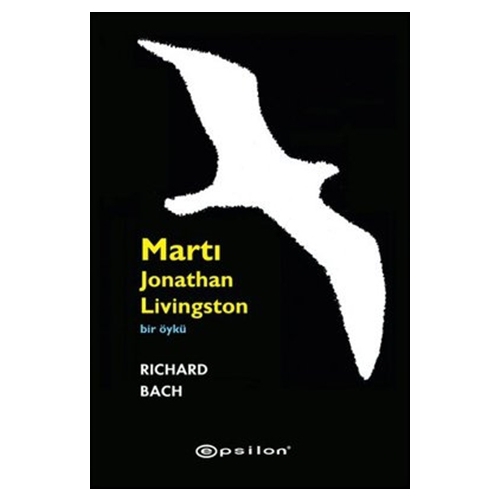 Martı
Jonathan
Livingston
bir öykü
RICHARD
BACH
epsilon®